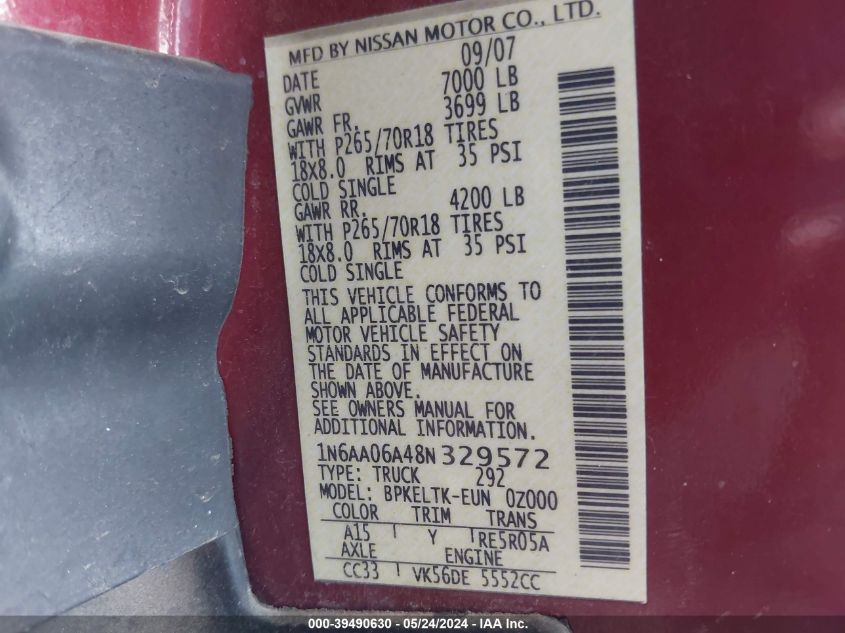 MFD BY NISSAN MOTOR CO., LTD.
DATE 09/07
GVWR 7000 LB
GAWR FR. 3699 LB
WITH P265/70R18 TIRES
18X8.0 RIMS AT 35 PSI
COLD SINGLE
GAWR RR. 4200 LB
WITH P265/70R18 TIRES
18X8.0 RIMS AT 35 PSI
COLD SINGLE
THIS VEHICLE CONFORMS TO
ALL APPLICABLE FEDERAL
MOTOR VEHICLE SAFETY
STANDARDS IN EFFECT ON
THE DATE OF MANUFACTURE
SHOWN ABOVE.
SEE OWNERS MANUAL FOR
ADDITIONAL INFORMATION.
1N6AA06A48N329572
TYPE: TRUCK 292
MODEL: BPKELTK-EUN 0Z000
COLOR TRIM TRANS
A15 Y RE5R05A
AXLE ENGINE
CC33 VK56DE 5552CC
000-39490630 - 05/24/2024 - IAA Inc.